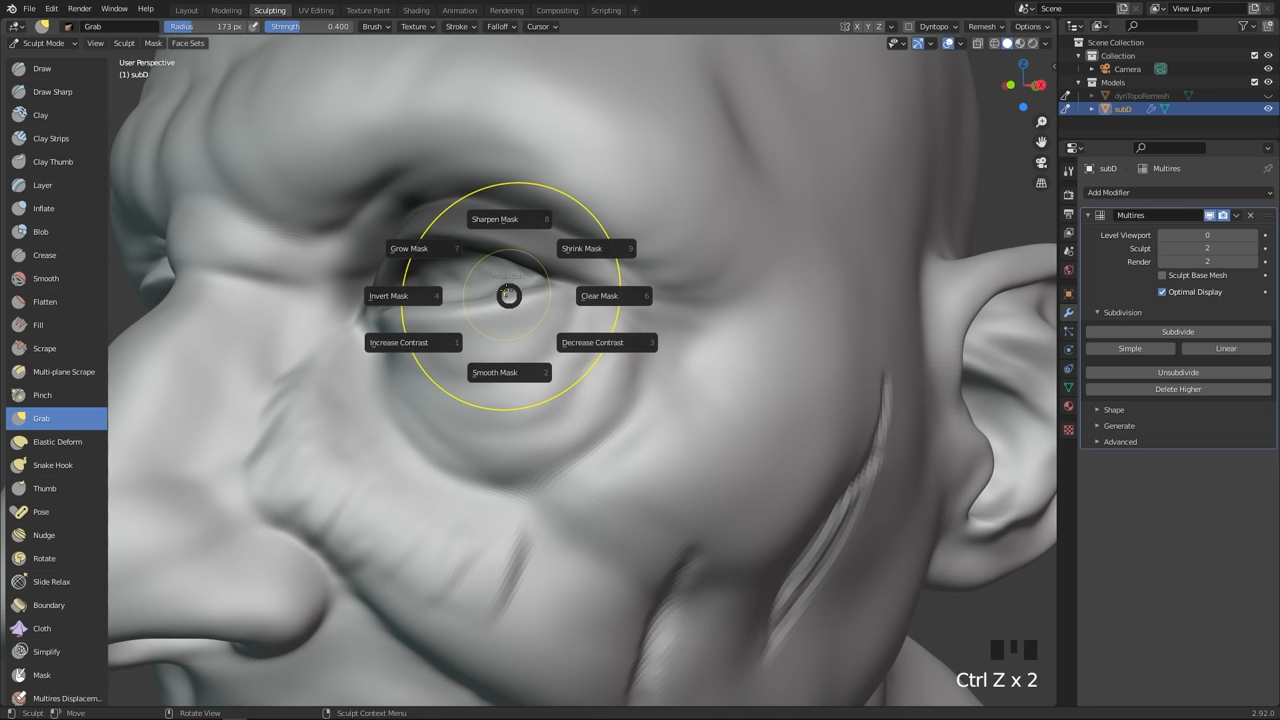 File Edit Render Window Help
Layout Modeling Sculpting UV Editing Texture Paint Shading Animation Rendering Compositing Scripting +
Scene
View Layer
Grab
Radius 173 px
Strength 0.400
Brush Texture Stroke Falloff Cursor
X Y Z
Dyntopo
Remesh
Options
Sculpt Mode View Sculpt Mask Face Sets
User Perspective
(1) subD
Draw
Draw Sharp
Clay
Clay Strips
Clay Thumb
Layer
Inflate
Blob
Crease
Smooth
Flatten
Fill
Scrape
Multi-plane Scrape
Pinch
Grab
Elastic Deform
Snake Hook
Thumb
Pose
Nudge
Rotate
Slide Relax
Boundary
Cloth
Simplify
Mask
Multires Displacem...
Sharpen Mask 8
Grow Mask 7
Shrink Mask 9
Invert Mask 4
Clear Mask 6
Increase Contrast 1
Decrease Contrast 3
Smooth Mask 2
Z
X
Ctrl Z x 2
Scene Collection
Collection
Camera
Models
dynTopoRemesh
subD
subD
Multires
Add Modifier
Multires
Level Viewport 0
Sculpt 2
Render 2
Sculpt Base Mesh
Optimal Display
Subdivision
Subdivide
Simple Linear
Unsubdivide
Delete Higher
Shape
Generate
Advanced
Sculpt Move Rotate View Sculpt Context Menu
2.92.0